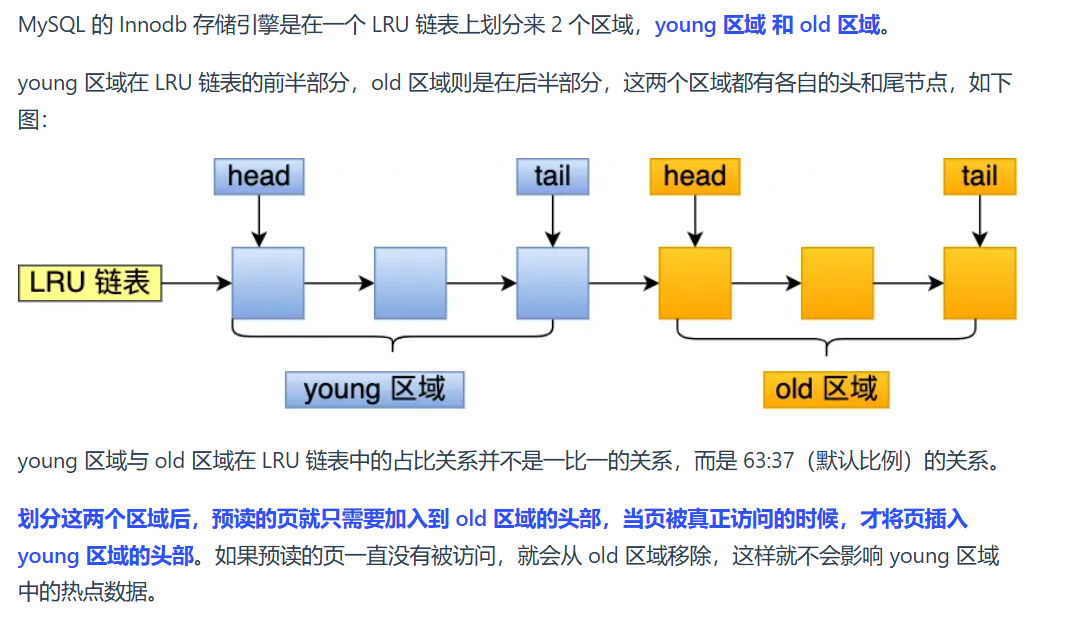 MySQL 的 Innodb 存储引擎是在一个 LRU 链表上划分来 2 个区域，young 区域 和 old 区域。
young 区域在 LRU 链表的前半部分，old 区域则是在后半部分，这两个区域都有各自的头和尾节点，如下
图：
head tail head tail
LRU 链表
young 区域 old 区域
young 区域与 old 区域在 LRU 链表中的占比关系并不是一比一的关系，而是 63:37（默认比例）的关系。
划分这两个区域后，预读的页就只需要加入到 old 区域的头部，当页被真正访问的时候，才将页插入
young 区域的头部。如果预读的页一直没有被访问，就会从 old 区域移除，这样就不会影响 young 区域
中的热点数据。